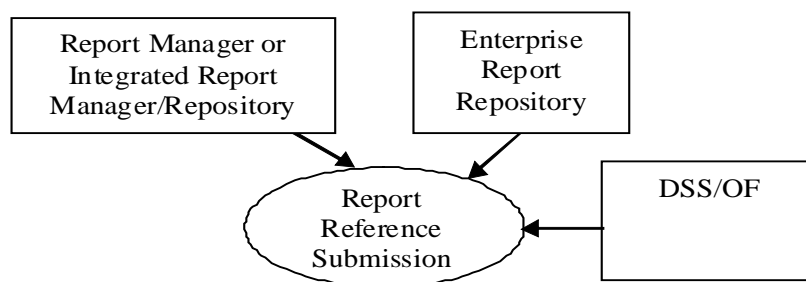 Report Manager or
Integrated Report
Manager/Repository
Enterprise
Report
Repository
DSS/OF
Report
Reference
Submission